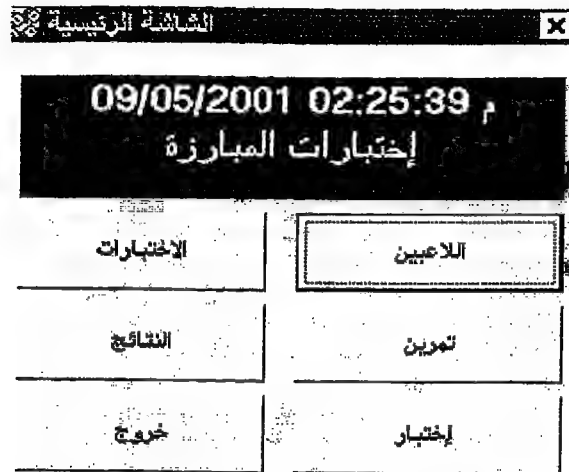 الشاشة الرئيسية
09/05/2001 02:25:39 م
إختبارات المبارزة
اللاعبين
الاختبارات
تمرين
النتائج
إختبار
خروج